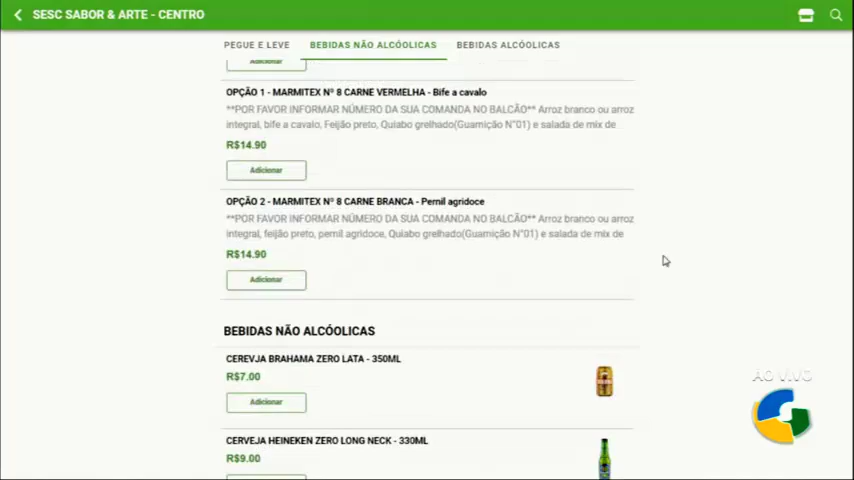 SESC SABOR & ARTE - CENTRO
PEGUE E LEVE
BEBIDAS NÃO ALCÓOLICAS
BEBIDAS ALCÓOLICAS
Adicionar
OPÇÃO 1 - MARMITEX Nº 8 CARNE VERMELHA - Bife a cavalo
**POR FAVOR INFORMAR NÚMERO DA SUA COMANDA NO BALCÃO** Arroz branco ou arroz
integral, bife a cavalo, Feijão preto, Quiabo grelhado(Guarnição N°01) e salada de mix de
R$14.90
Adicionar
OPÇÃO 2 - MARMITEX Nº 8 CARNE BRANCA - Pernil agridoce
**POR FAVOR INFORMAR NÚMERO DA SUA COMANDA NO BALCÃO** Arroz branco ou arroz
integral, feijão preto, pernil agridoce, Quiabo grelhado(Guarnição N°01) e salada de mix de
R$14.90
Adicionar
BEBIDAS NÃO ALCÓOLICAS
CEREVJA BRAHAMA ZERO LATA - 350ML
R$7.00
Adicionar
CERVEJA HEINEKEN ZERO LONG NECK - 330ML
R$9.00
AO VIVO